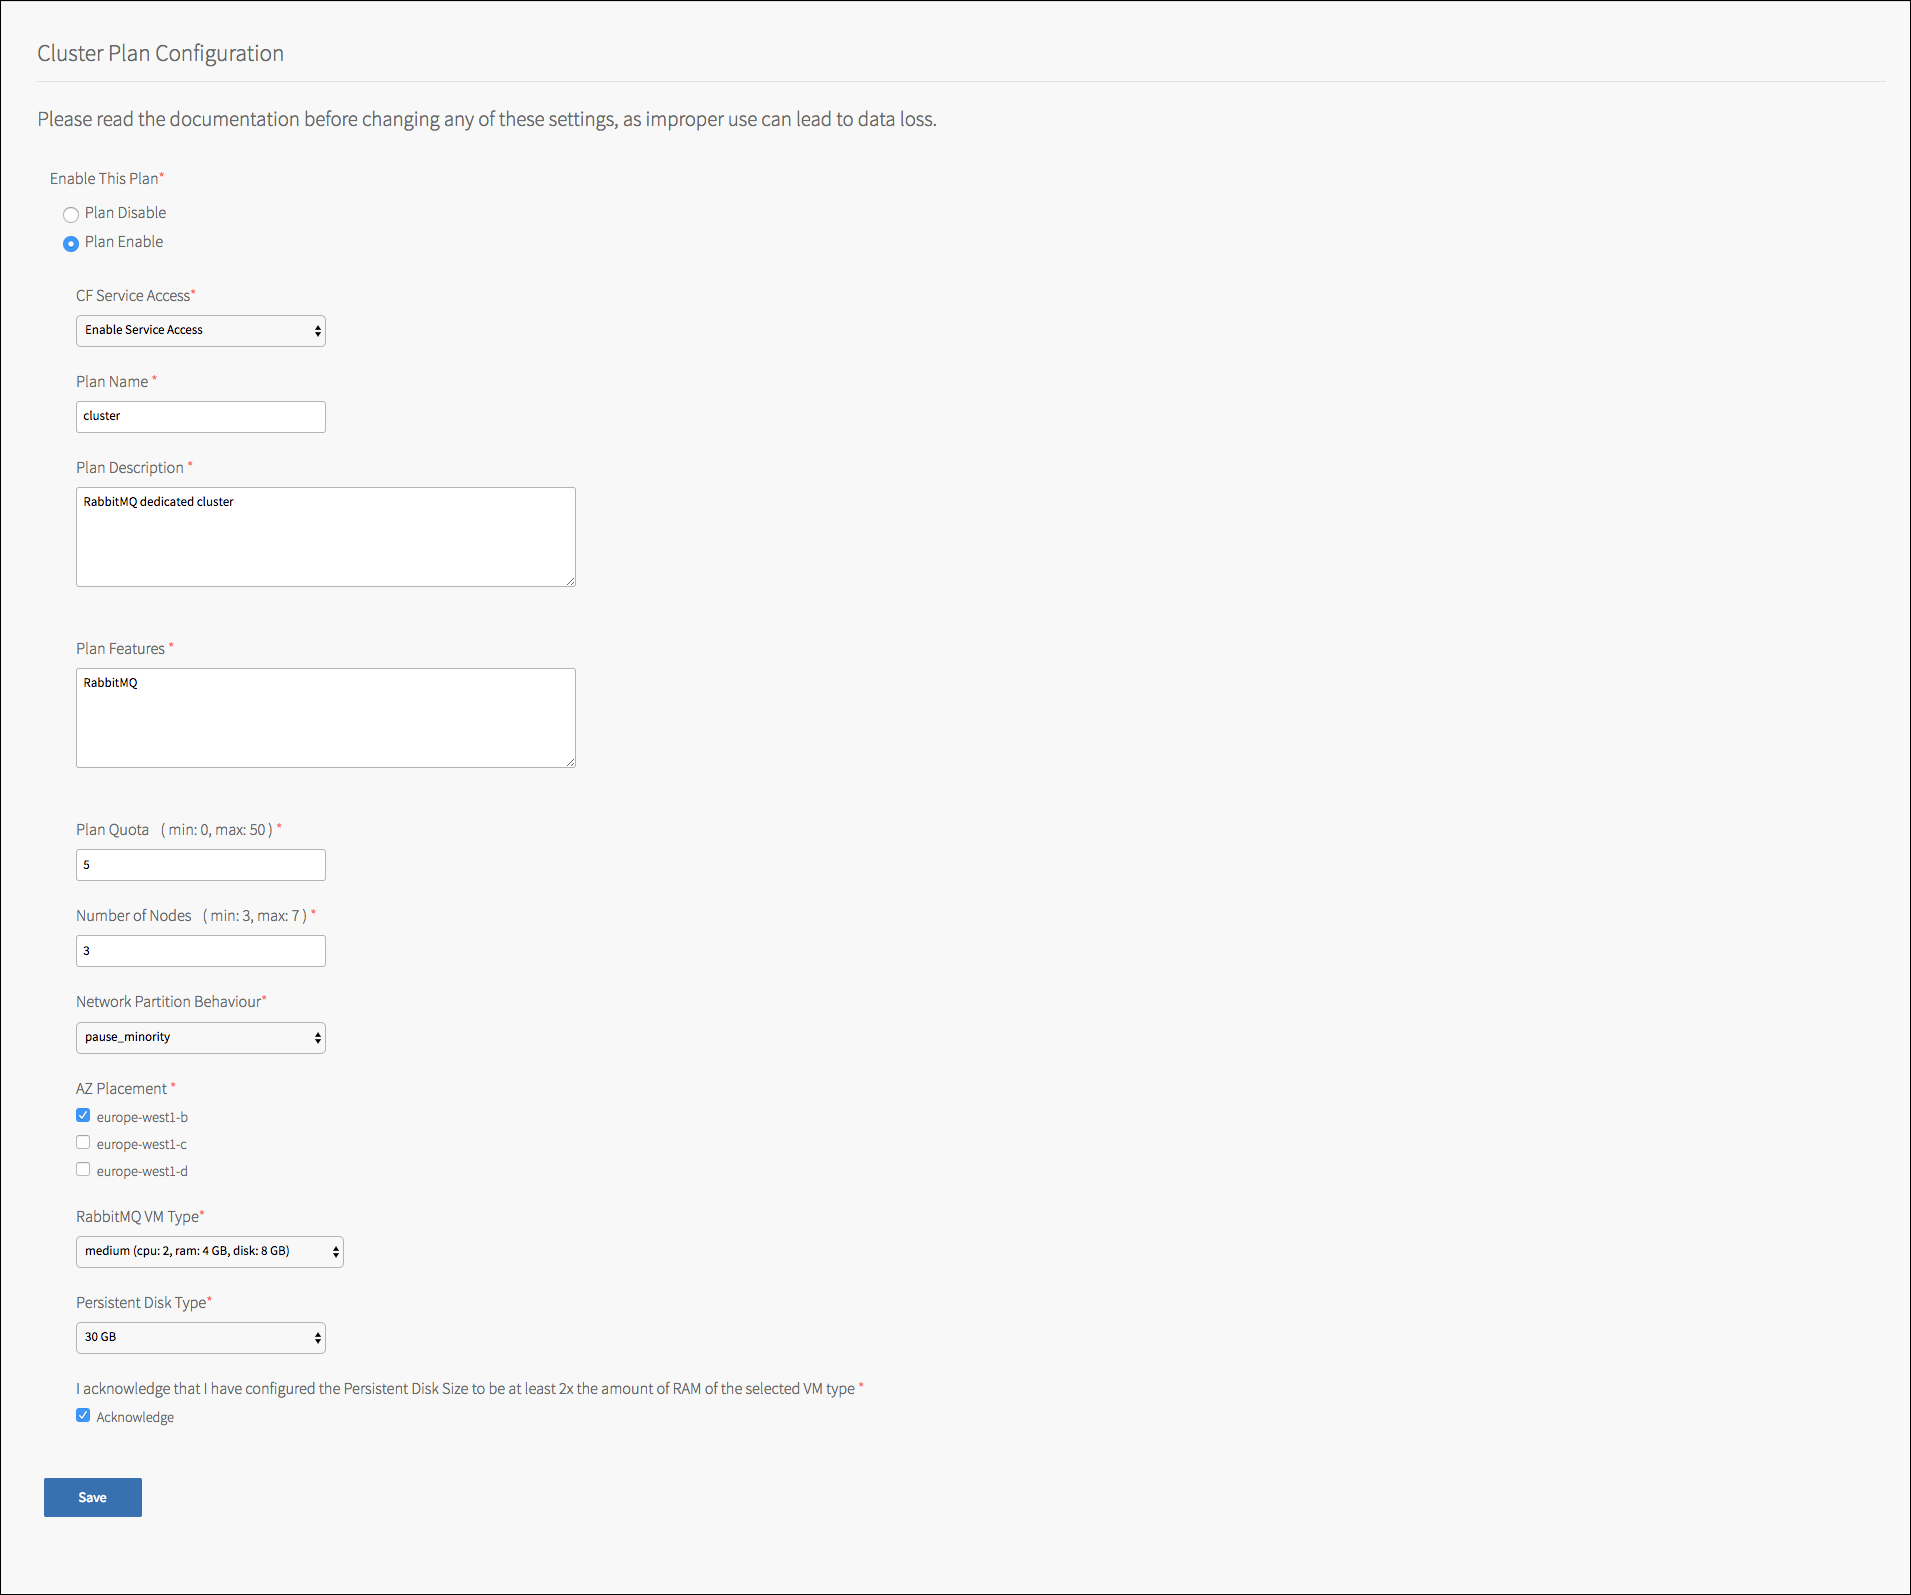 Cluster Plan Configuration
Please read the documentation before changing any of these settings, as improper use can lead to data loss.
Enable This Plan*
Plan Disable
Plan Enable
CF Service Access*
Enable Service Access
Plan Name *
cluster
Plan Description *
RabbitMQ dedicated cluster
Plan Features *
RabbitMQ
Plan Quota ( min: 0, max: 50 ) *
5
Number of Nodes ( min: 3, max: 7 ) *
3
Network Partition Behaviour*
pause_minority
AZ Placement *
europe-west1-b
europe-west1-c
europe-west1-d
RabbitMQ VM Type*
medium (cpu: 2, ram: 4 GB, disk: 8 GB)
Persistent Disk Type*
30 GB
I acknowledge that I have configured the Persistent Disk Size to be at least 2x the amount of RAM of the selected VM type *
Acknowledge
Save